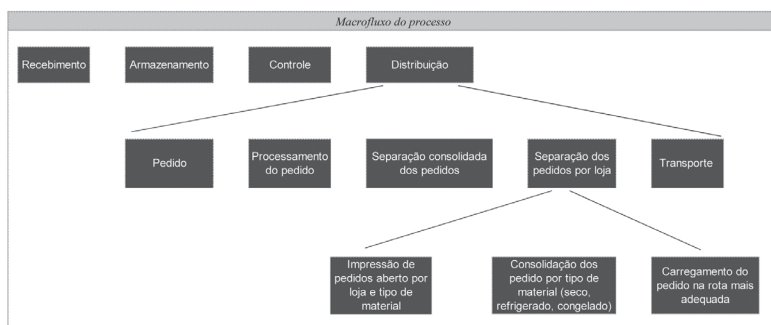 Macrofluxo do processo
Recebimento
Armazenamento
Controle
Distribuição
Pedido
Processamento
do pedido
Separação consolidada
dos pedidos
Separação dos
pedidos por loja
Transporte
Impressão de
pedidos aberto por
loja e tipo de
material
Consolidação dos
pedido por tipo de
material (seco,
refrigerado, congelado)
Carregamento do
pedido na rota mais
adequada